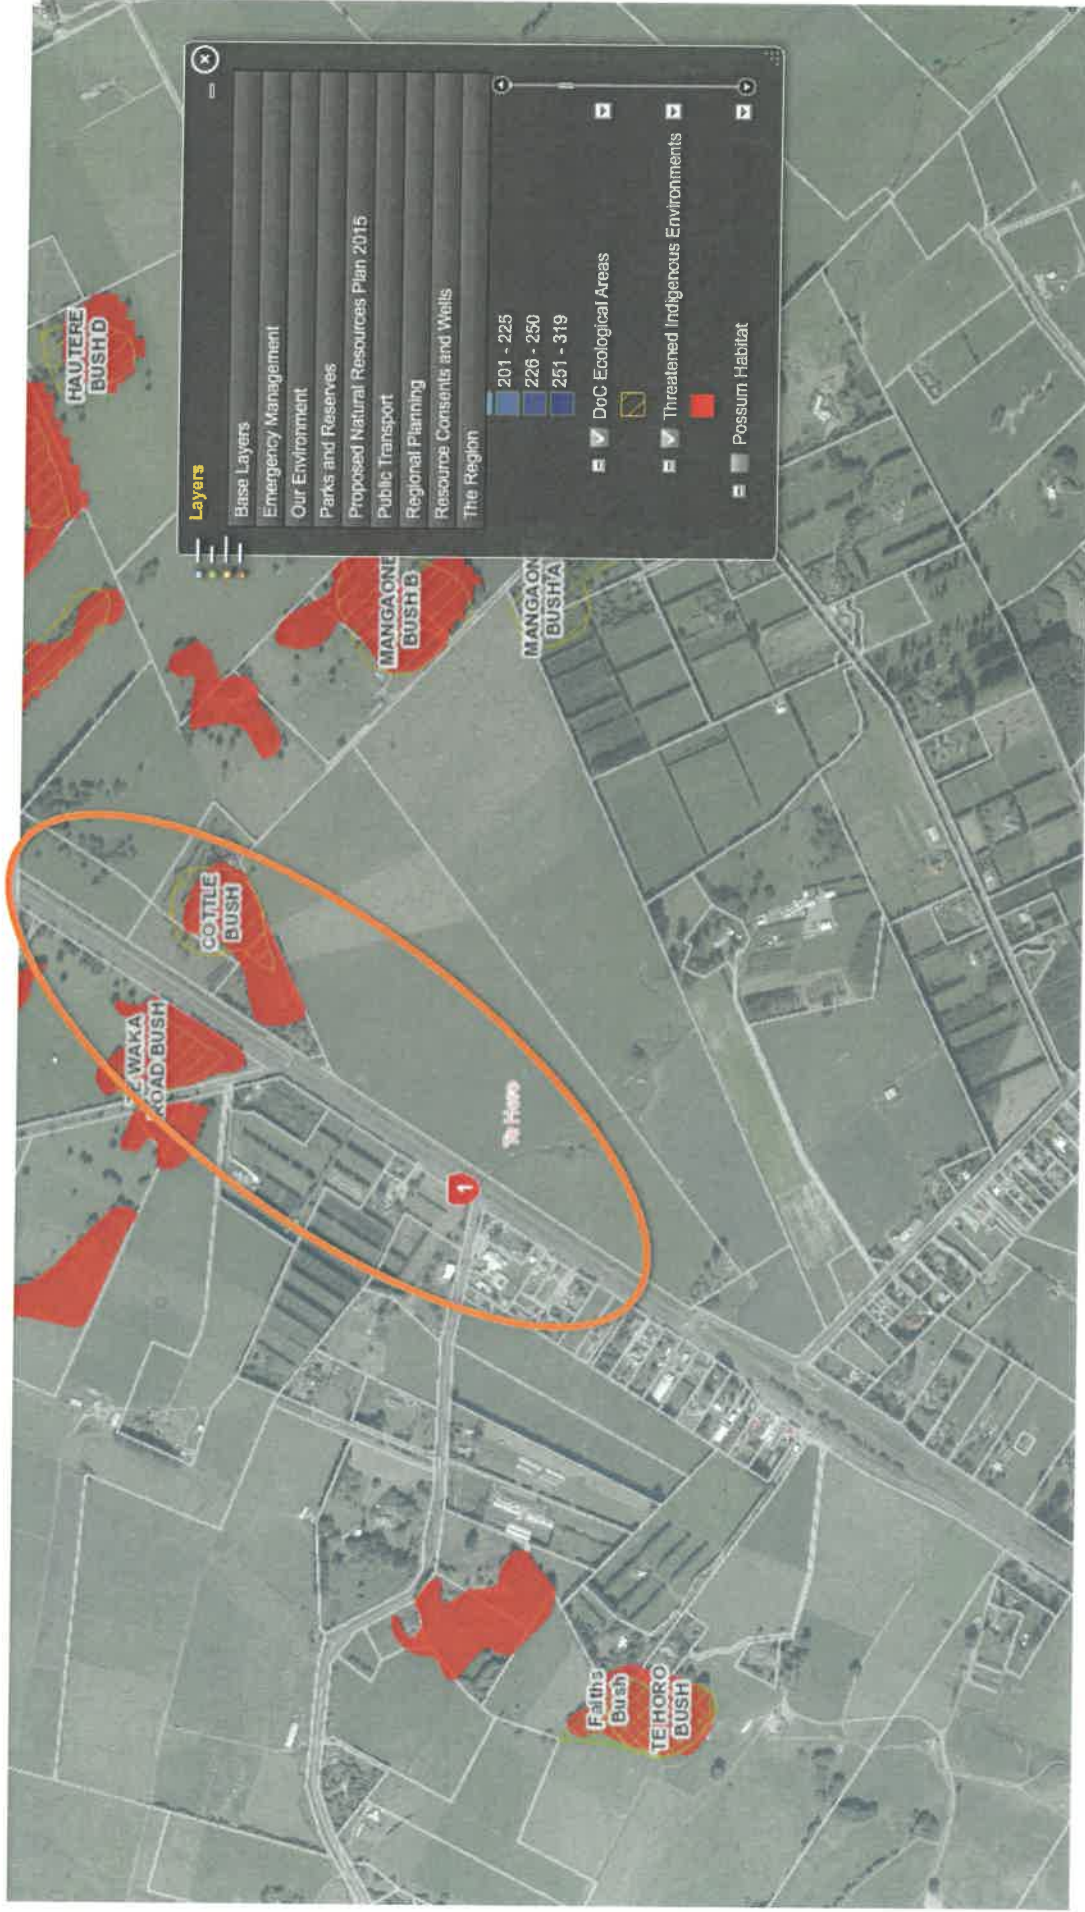 HAUTERE
BUSH D
Layers
Base Layers
Emergency Management
Our Environment
Parks and Reserves
Proposed Natural Resources Plan 2015
Public Transport
Regional Planning
Resource Consents and Wells
The Region
201 - 225
226 - 250
251 - 319
DoC Ecological Areas
Threatened Indigenous Environments
Possum Habitat
MANGAONE
BUSH B
MANGAON
BUSH A
COTTLE
BUSH
WAKA
ROAD BUSH
Te Horo
1
Faiths
Bush
TE HORO
BUSH